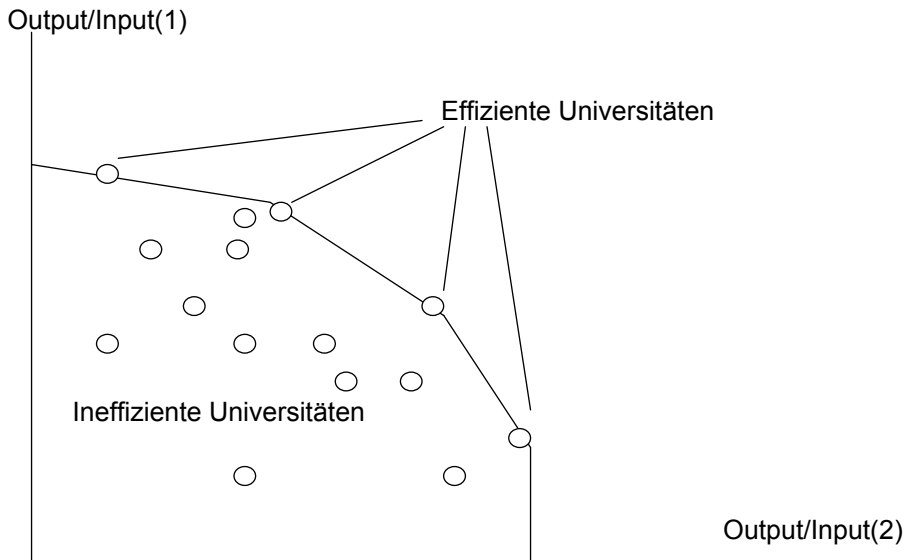 Output/Input(1)
Effiziente Universitäten
Ineffiziente Universitäten
Output/Input(2)